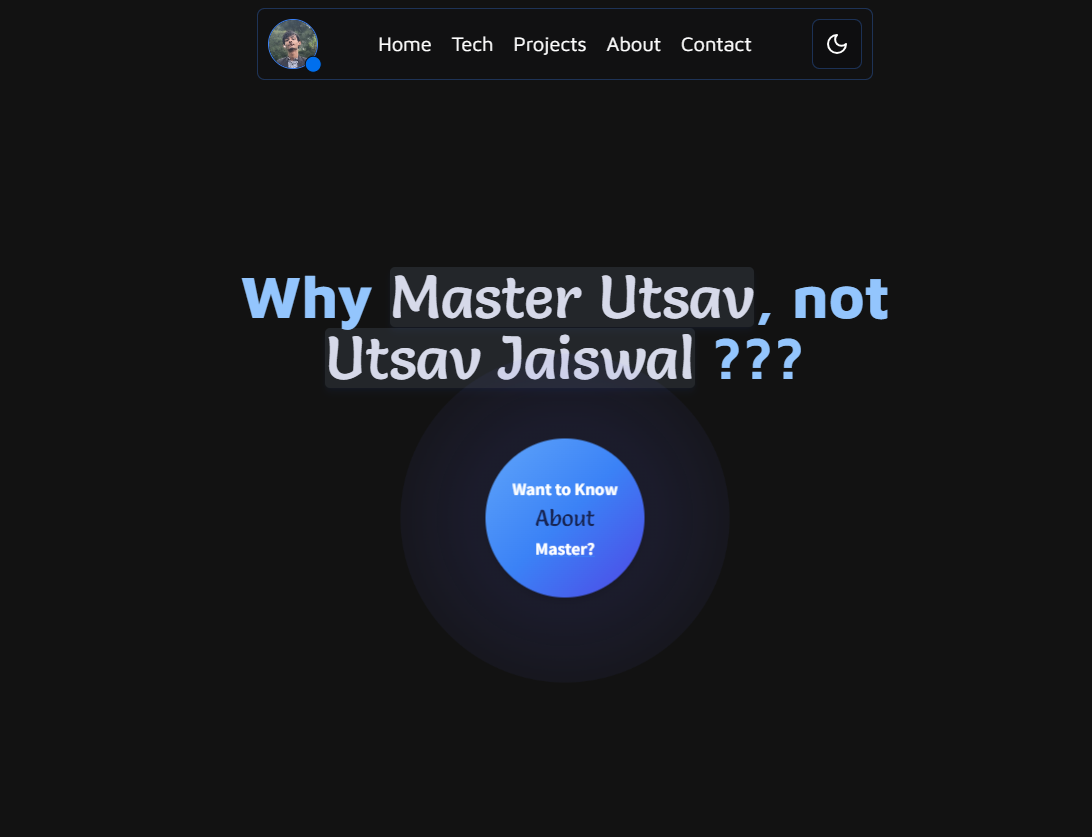 Home Tech Projects About Contact
Why Master Utsav, not
Utsav Jaiswal ???
Want to Know
About
Master?